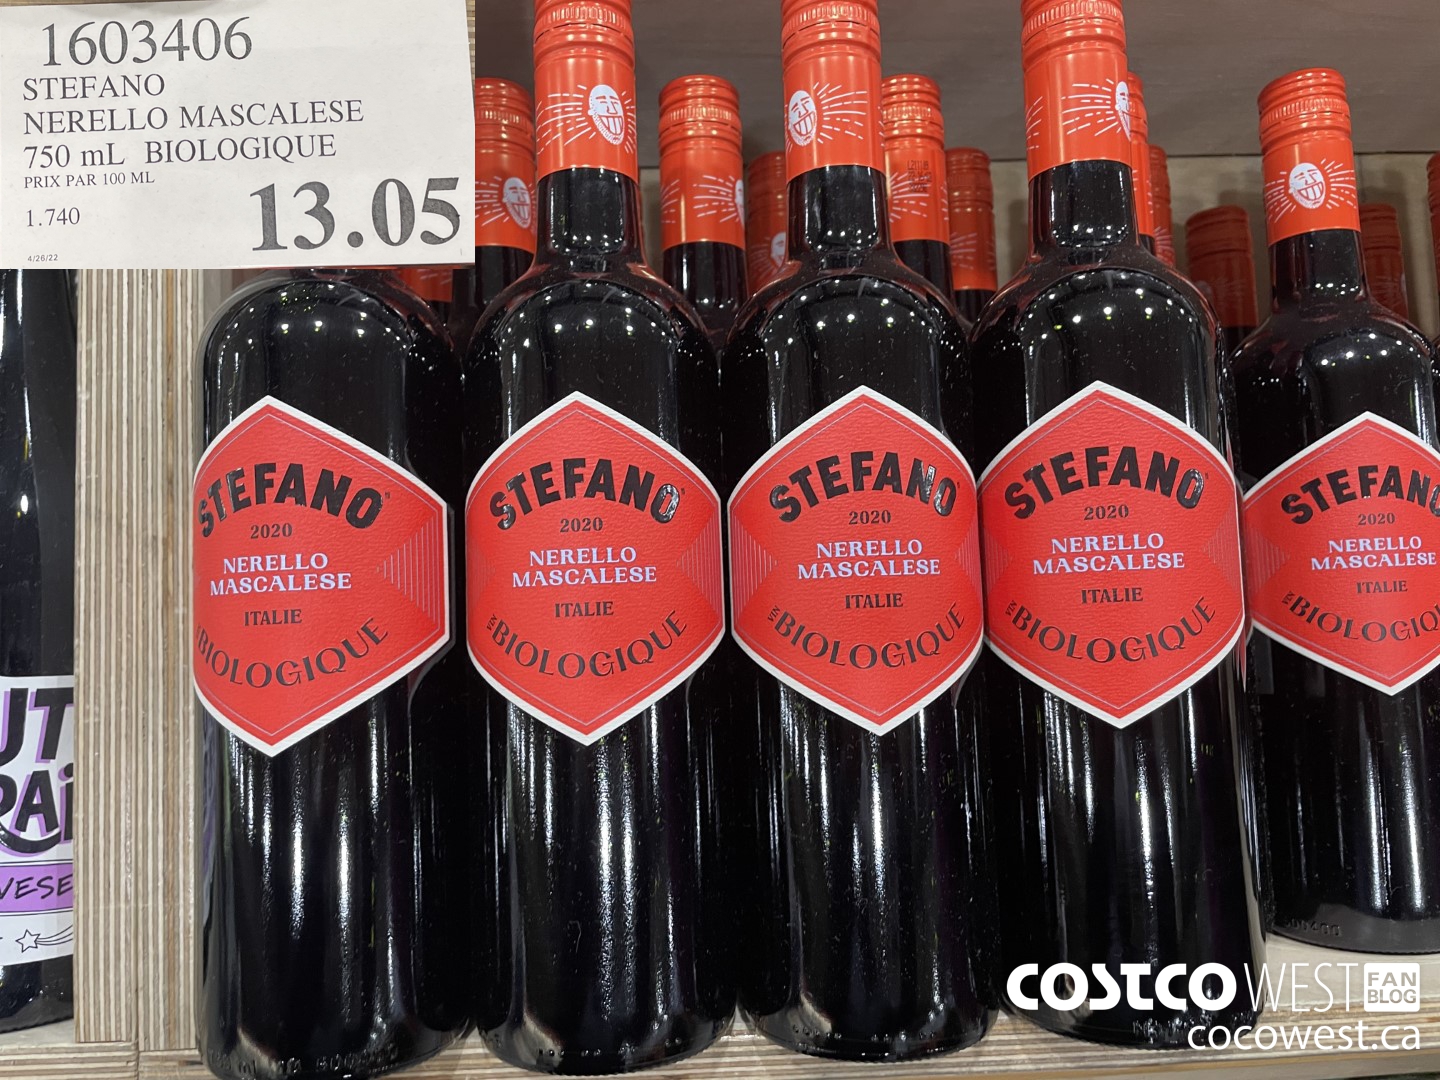 1603406
STEFANO
NERELLO MASCALESE
750 mL BIOLOGIQUE
PRIX PAR 100 ML
1.740
13.05
4/26/22
STEFANO
2020
NERELLO
MASCALESE
ITALIE
BIOLOGIQUE
STEFANO
2020
NERELLO
MASCALESE
ITALIE
VIN BIOLOGIQUE
STEFANO
2020
NERELLO
MASCALESE
ITALIE
VIN BIOLOGIQUE
STEFANO
2020
NERELLO
MASCALESE
ITALIE
VIN BIOLOGIQUE
STEFANO
2020
NERELLO
MASCALESE
ITALIE
BIOLOGIQU
COSTCO WEST FAN BLOG
cocowest.ca